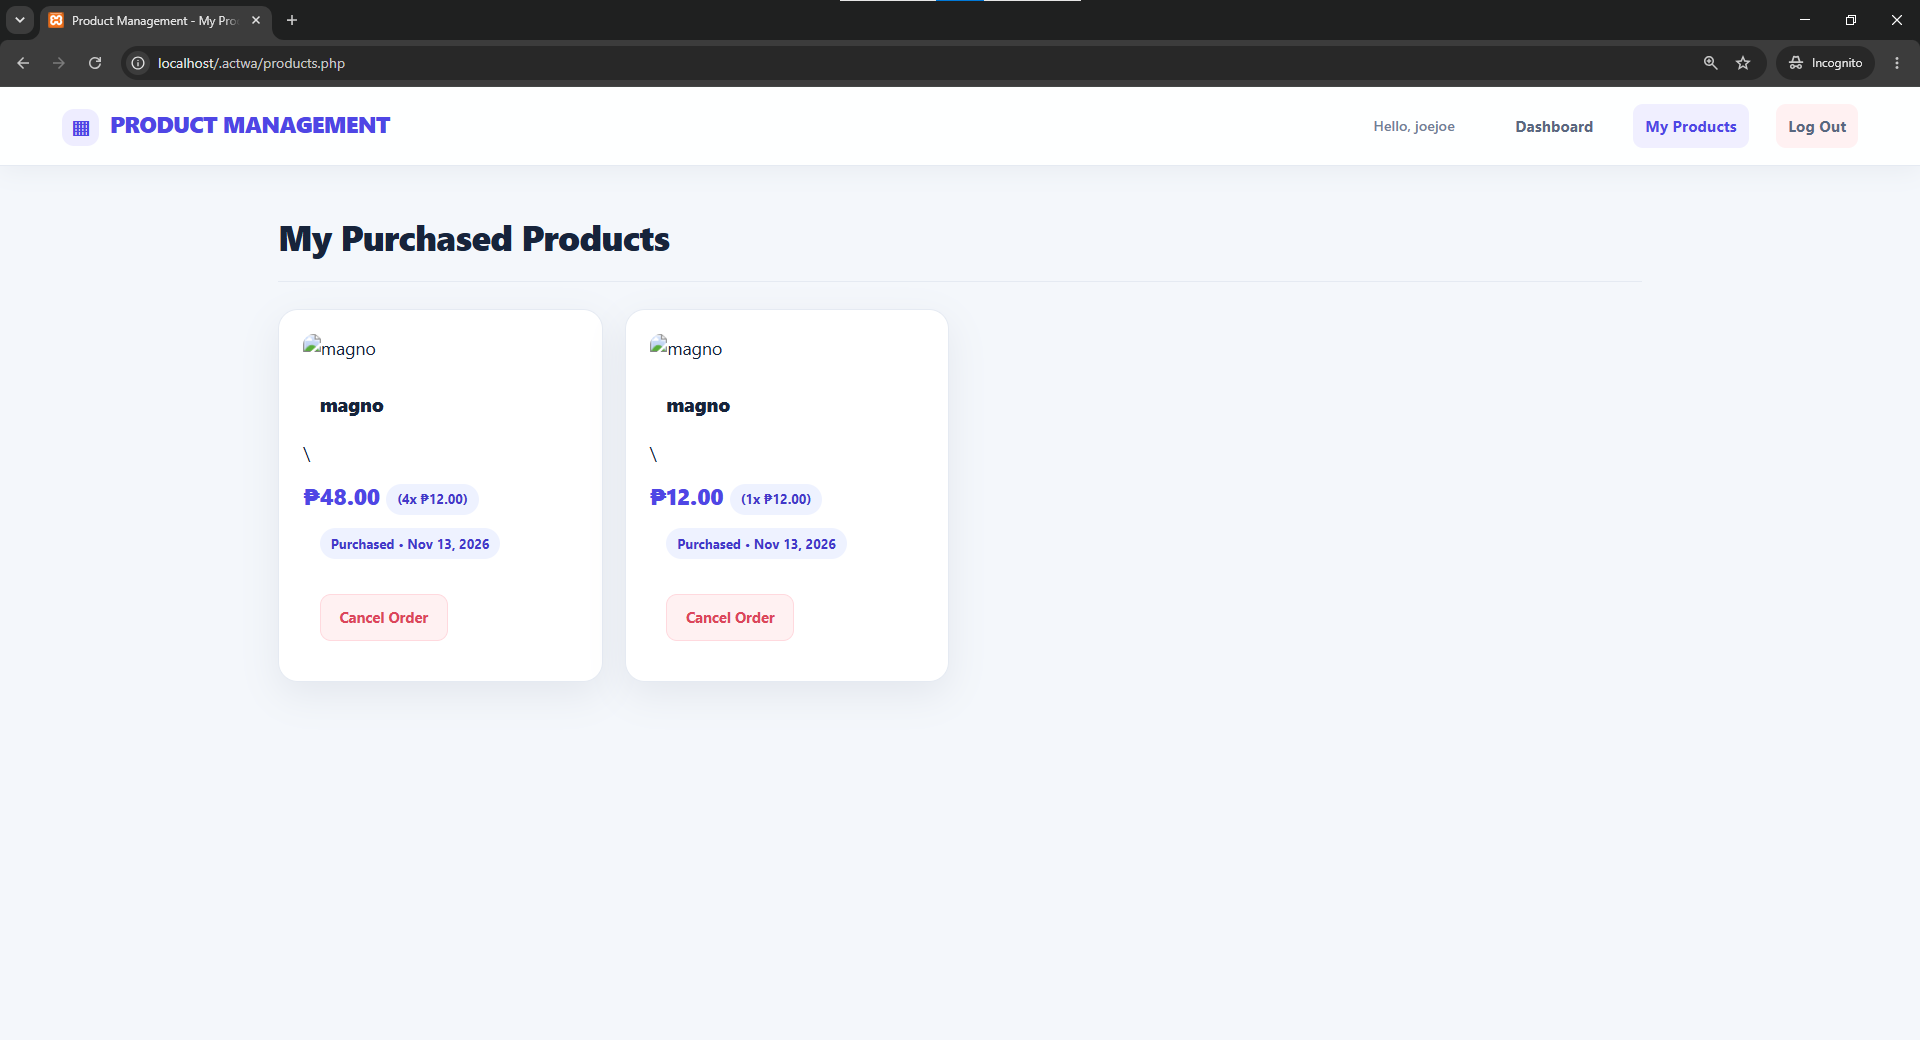 Product Management - My Pro
localhost/.actwa/products.php
Incognito
PRODUCT MANAGEMENT
Hello, joejoe
Dashboard
My Products
Log Out
My Purchased Products
magno
magno
\
₱48.00 (4x ₱12.00)
Purchased • Nov 13, 2026
Cancel Order
magno
magno
\
₱12.00 (1x ₱12.00)
Purchased • Nov 13, 2026
Cancel Order